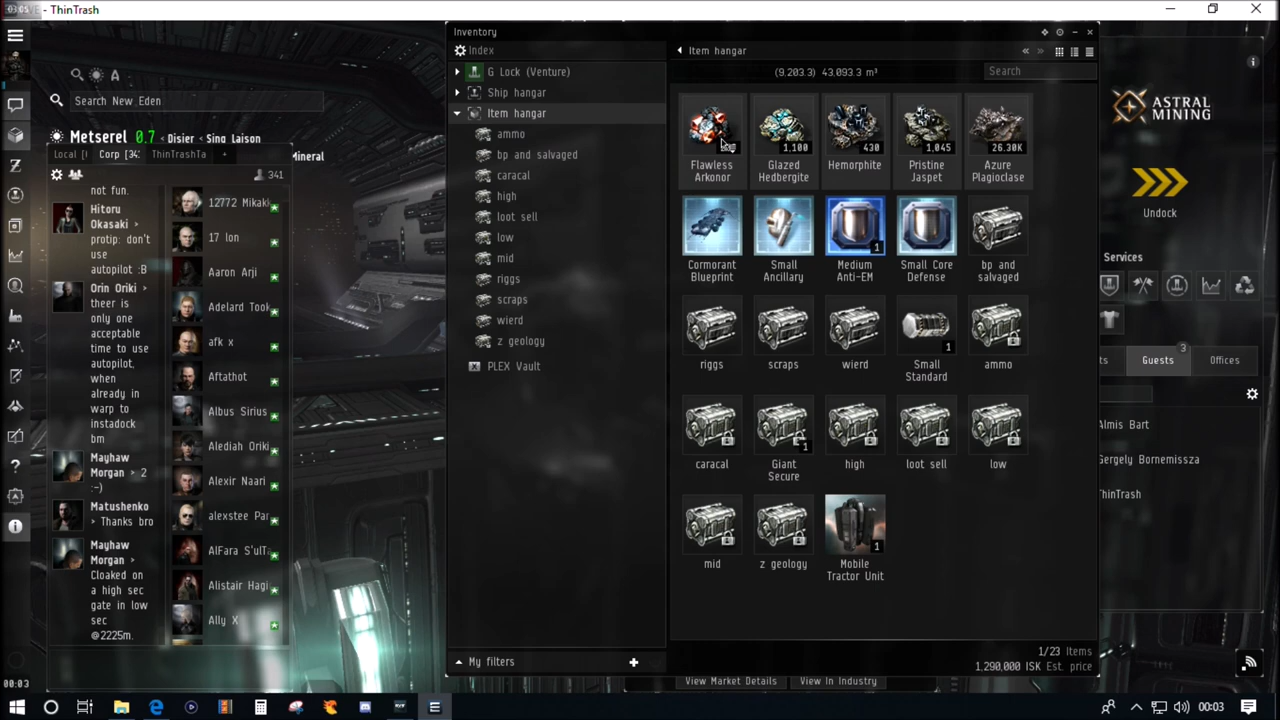 - ThinTrash
Search New Eden
Metserel 0.7 < Disier < Sinq Laison
Mineral
Local [
Corp [34
ThinTrashTa
341
not fun.
Hitoru
Okasaki >
protip: don't
use
autopilot :B
Orin Oriki >
theer is
only one
acceptable
time to use
autopilot,
when
already in
warp to
instadock
bm
Mayhaw
Morgan > 2
:-)
Matushenko
> Thanks bro
Mayhaw
Morgan >
Cloaked on
a high sec
gate in low
sec
@2225m.
12772 Mikaki
17 lon
Aaron Arji
Adelard Took
afk x
Aftathot
Albus Sirius
Alediah Oriki
Alexir Naari
alexstee Par
AlFara S'ulTa
Alistair Hagi
Ally X
00:03
Inventory
Index
G Lock (Venture)
Ship hangar
Item hangar
ammo
bp and salvaged
caracal
high
loot sell
low
mid
riggs
scraps
wierd
z geology
PLEX Vault
My filters
Item hangar
(9,203.3) 43,093.3 m³
Search
Flawless
Arkonor
1,100
Glazed
Hedbergite
430
Hemorphite
1,045
Pristine
Jaspet
26.30K
Azure
Plagioclase
Cormorant
Blueprint
Small
Ancillary
1
Medium
Anti-EM
Small Core
Defense
bp and
salvaged
riggs
scraps
wierd
1
Small
Standard
ammo
caracal
1
Giant
Secure
high
loot sell
low
mid
z geology
1
Mobile
Tractor Unit
1/23 Items
1,290,000 ISK Est. price
View Market Details
View In Industry
ASTRAL
MINING
Undock
Services
ts
Guests
3
Offices
Almis Bart
Gergely Bornemissza
ThinTrash
00:03